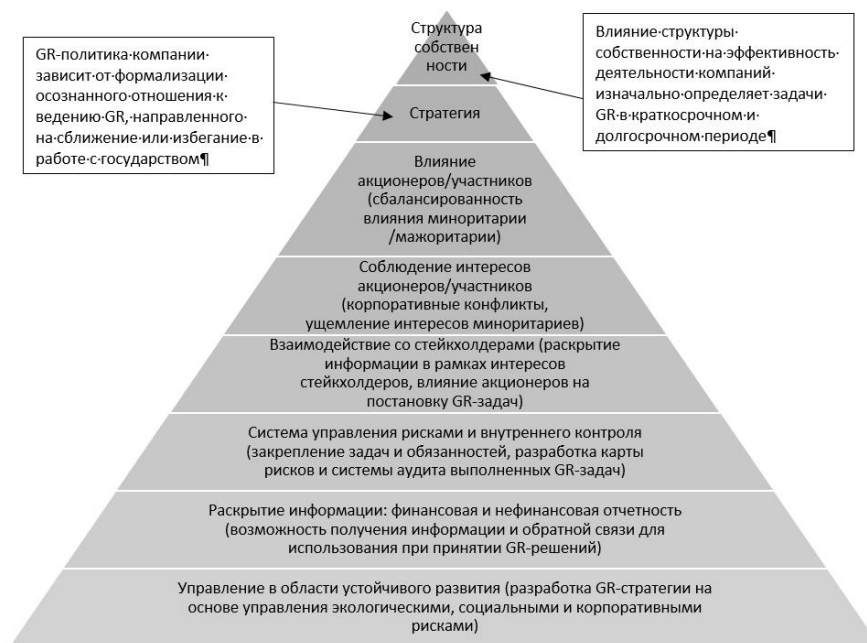 Структура
собствен
ности
GR-политика·компании·
зависит·от·формализации·
осознанного·отношения·к·
ведению·GR,·направленного·
на·сближение·или·избегание·в·
работе·с·государством¶
Влияние·структуры·
собственности·на·эффективность·
деятельности·компаний·
изначально·определяет·задачи·
GR·в·краткосрочном·и·
долгосрочном·периоде¶
Стратегия
Влияние
акционеров/участников
(сбалансированность
влияния миноритарии
/мажоритарии)
Соблюдение интересов
акционеров/участников
(корпоративные конфликты,
ущемление интересов миноритариев)
Взаимодействие со стейкхолдерами (раскрытие
информации в рамках интересов
стейкхолдеров, влияние акционеров на
постановку GR-задач)
Система управления рисками и внутреннего контроля
(закрепление задач и обязанностей, разработка карты
рисков и системы аудита выполненных GR-задач)
Раскрытие информации: финансовая и нефинансовая отчетность
(возможность получения информации и обратной связи для
использования при принятии GR-решений)
Управление в области устойчивого развития (разработка GR-стратегии на
основе управления экологическими, социальными и корпоративными
рисками)